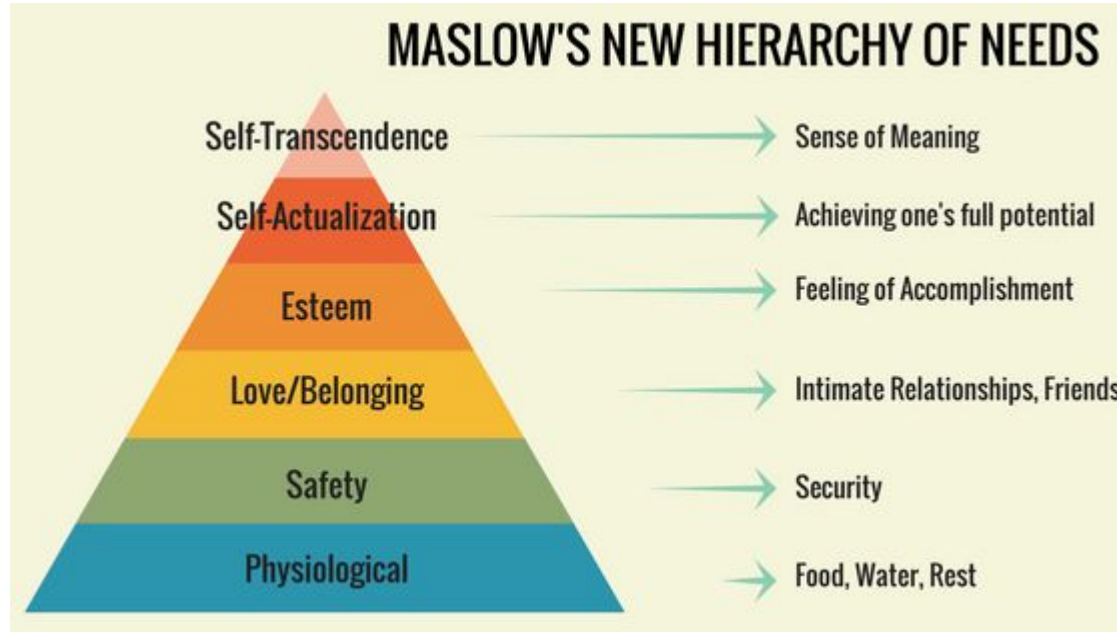 MASLOW'S NEW HIERARCHY OF NEEDS
Self-Transcendence
Sense of Meaning
Self-Actualization
Achieving one's full potential
Esteem
Feeling of Accomplishment
Love/Belonging
Intimate Relationships, Friends
Safety
Security
Physiological
Food, Water, Rest